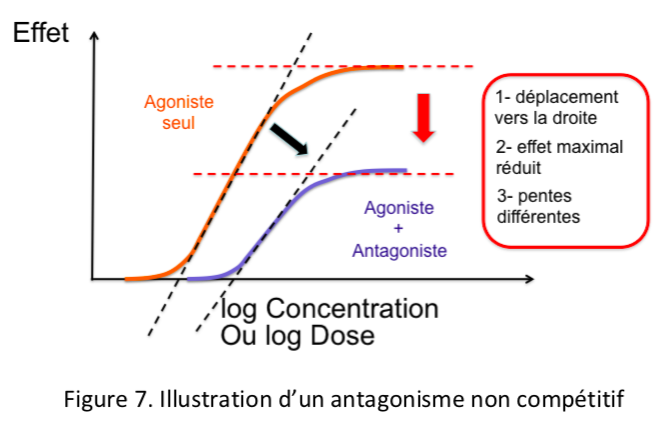 Effet
Agoniste
seul
1- déplacement
vers la droite
2- effet maximal
réduit
3- pentes
différentes
Agoniste
+
Antagoniste
log Concentration
Ou log Dose
Figure 7. Illustration d’un antagonisme non compétitif